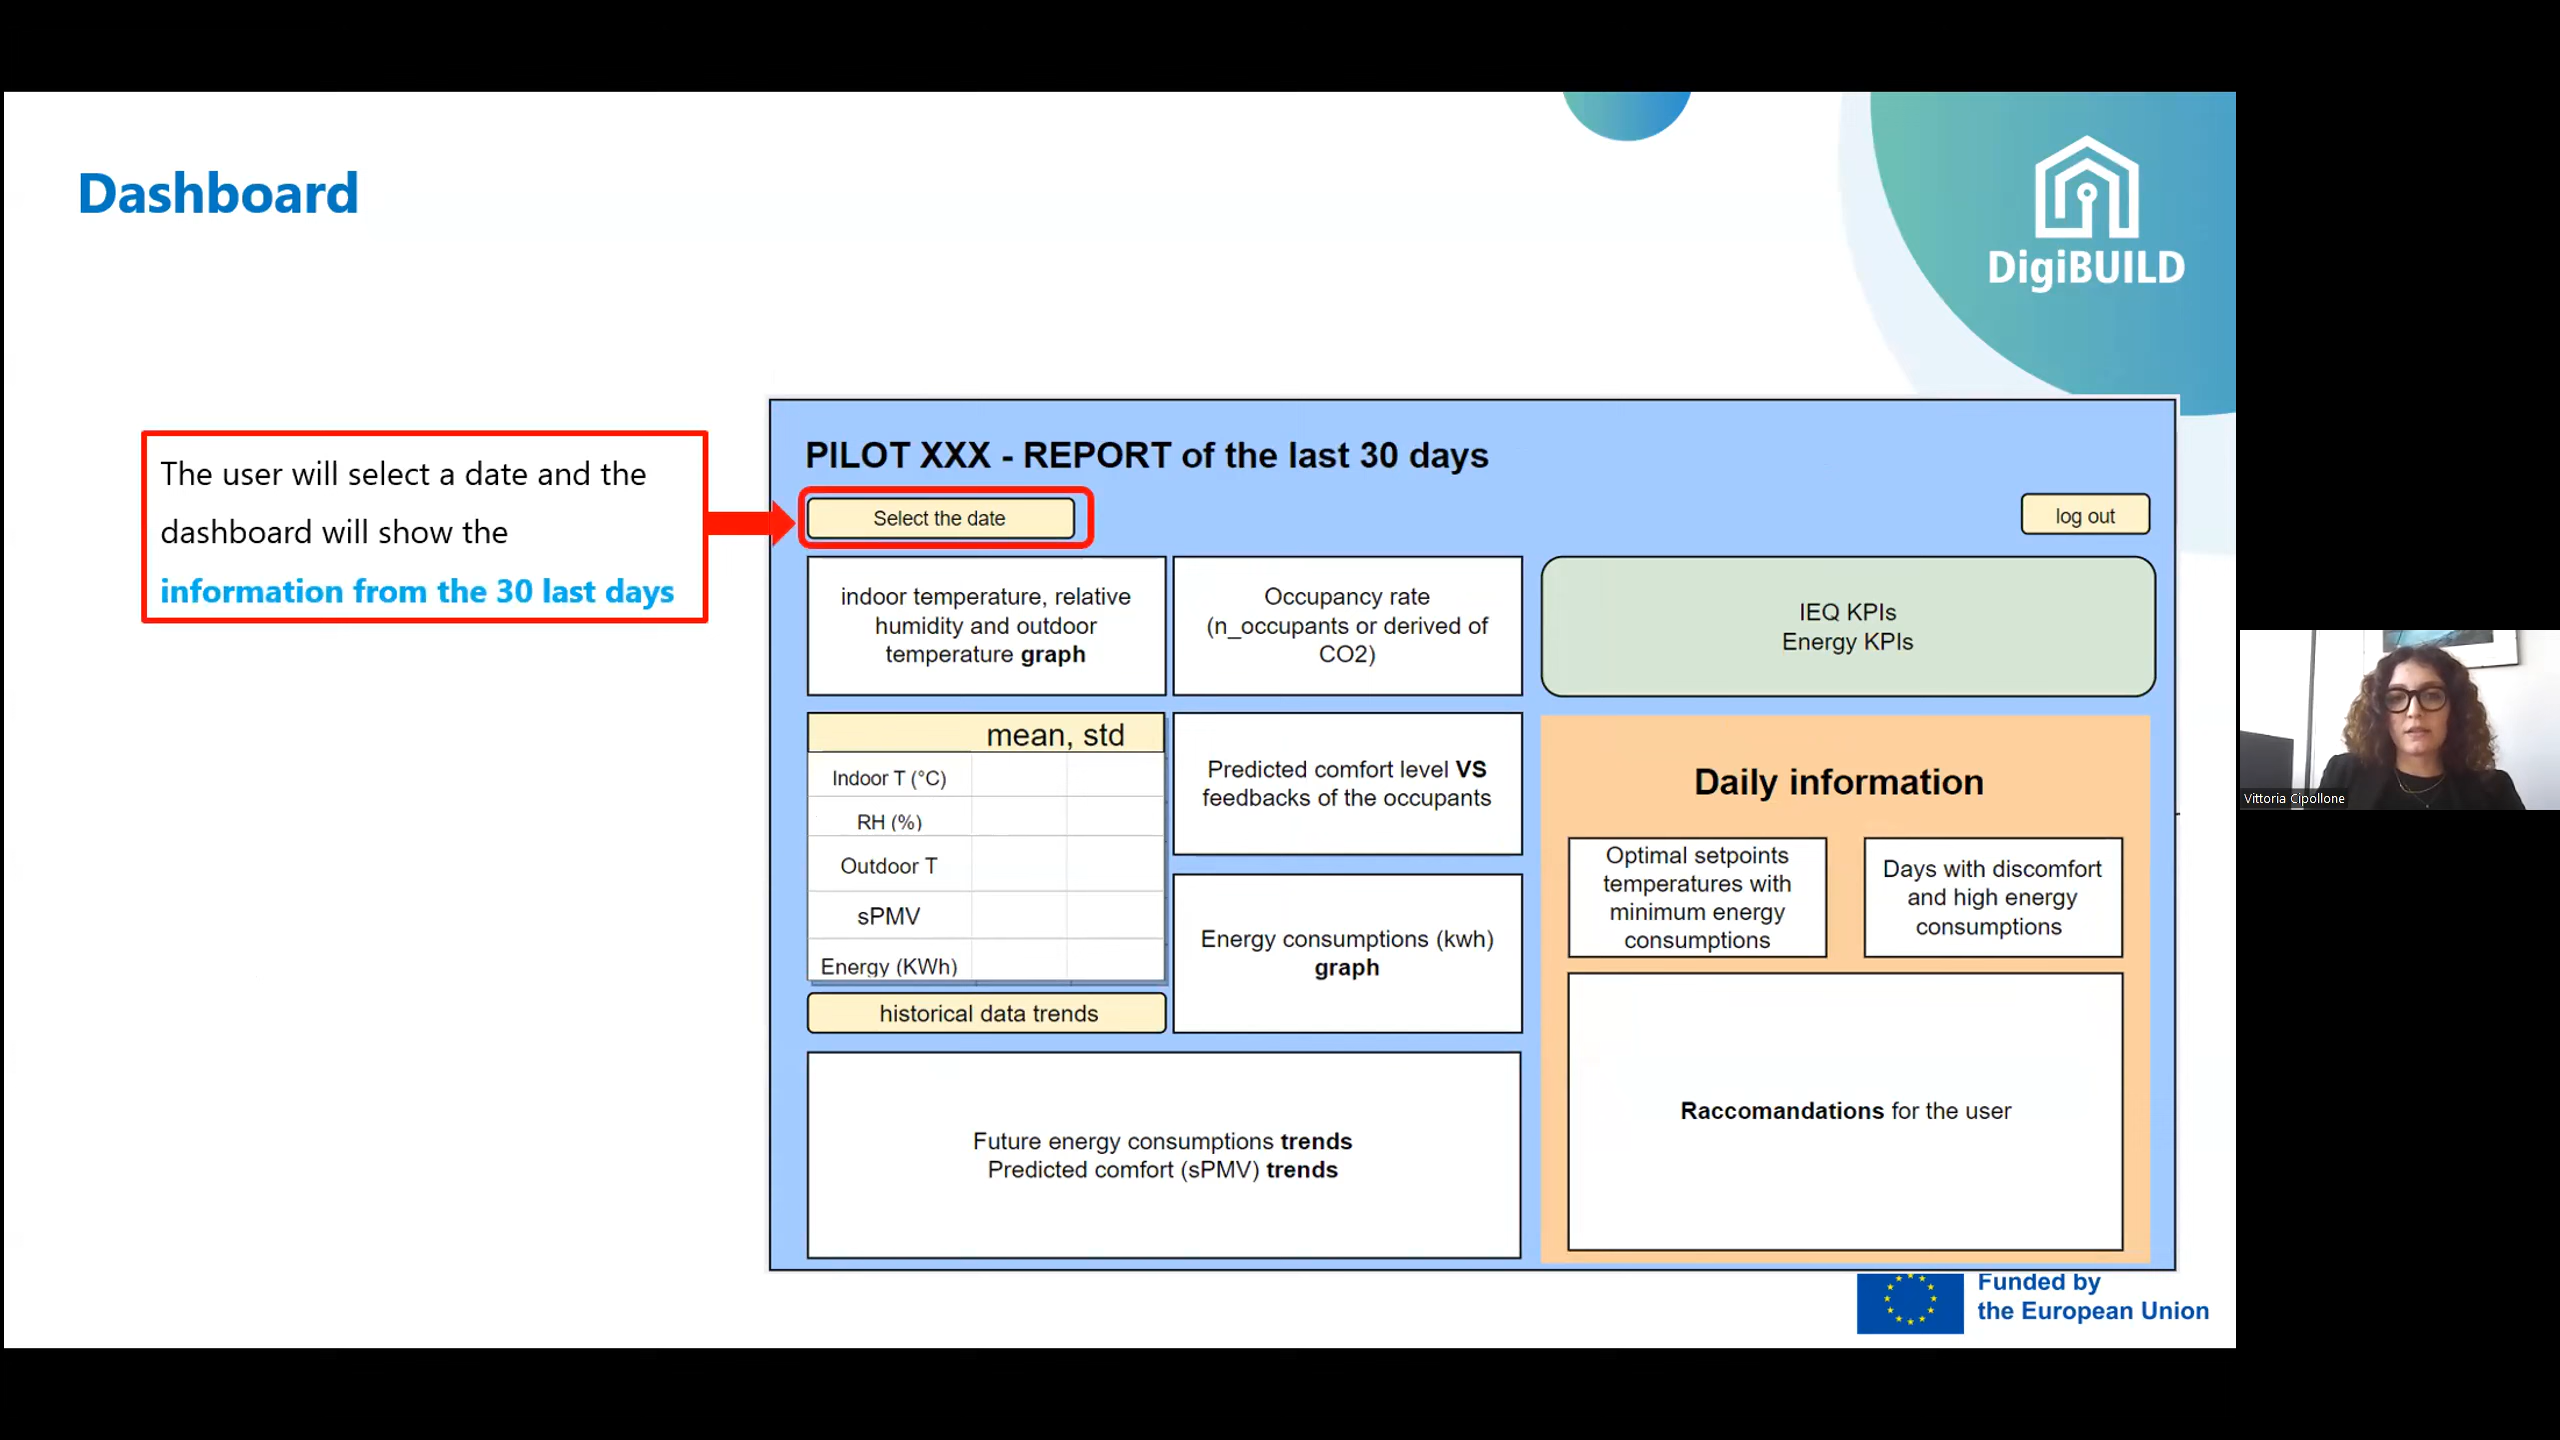 Dashboard
DigiBUILD
The user will select a date and the
dashboard will show the
information from the 30 last days
PILOT XXX - REPORT of the last 30 days
Select the date
log out
indoor temperature, relative
humidity and outdoor
temperature graph
Occupancy rate
(n_occupants or derived of
CO2)
IEQ KPIs
Energy KPIs
mean, std
Indoor T (°C)
RH (%)
Outdoor T
sPMV
Energy (KWh)
historical data trends
Predicted comfort level VS
feedbacks of the occupants
Energy consumptions (kwh)
graph
Future energy consumptions trends
Predicted comfort (sPMV) trends
Daily information
Optimal setpoints
temperatures with
minimum energy
consumptions
Days with discomfort
and high energy
consumptions
Raccomandations for the user
Funded by
the European Union
Vittoria Cipollone